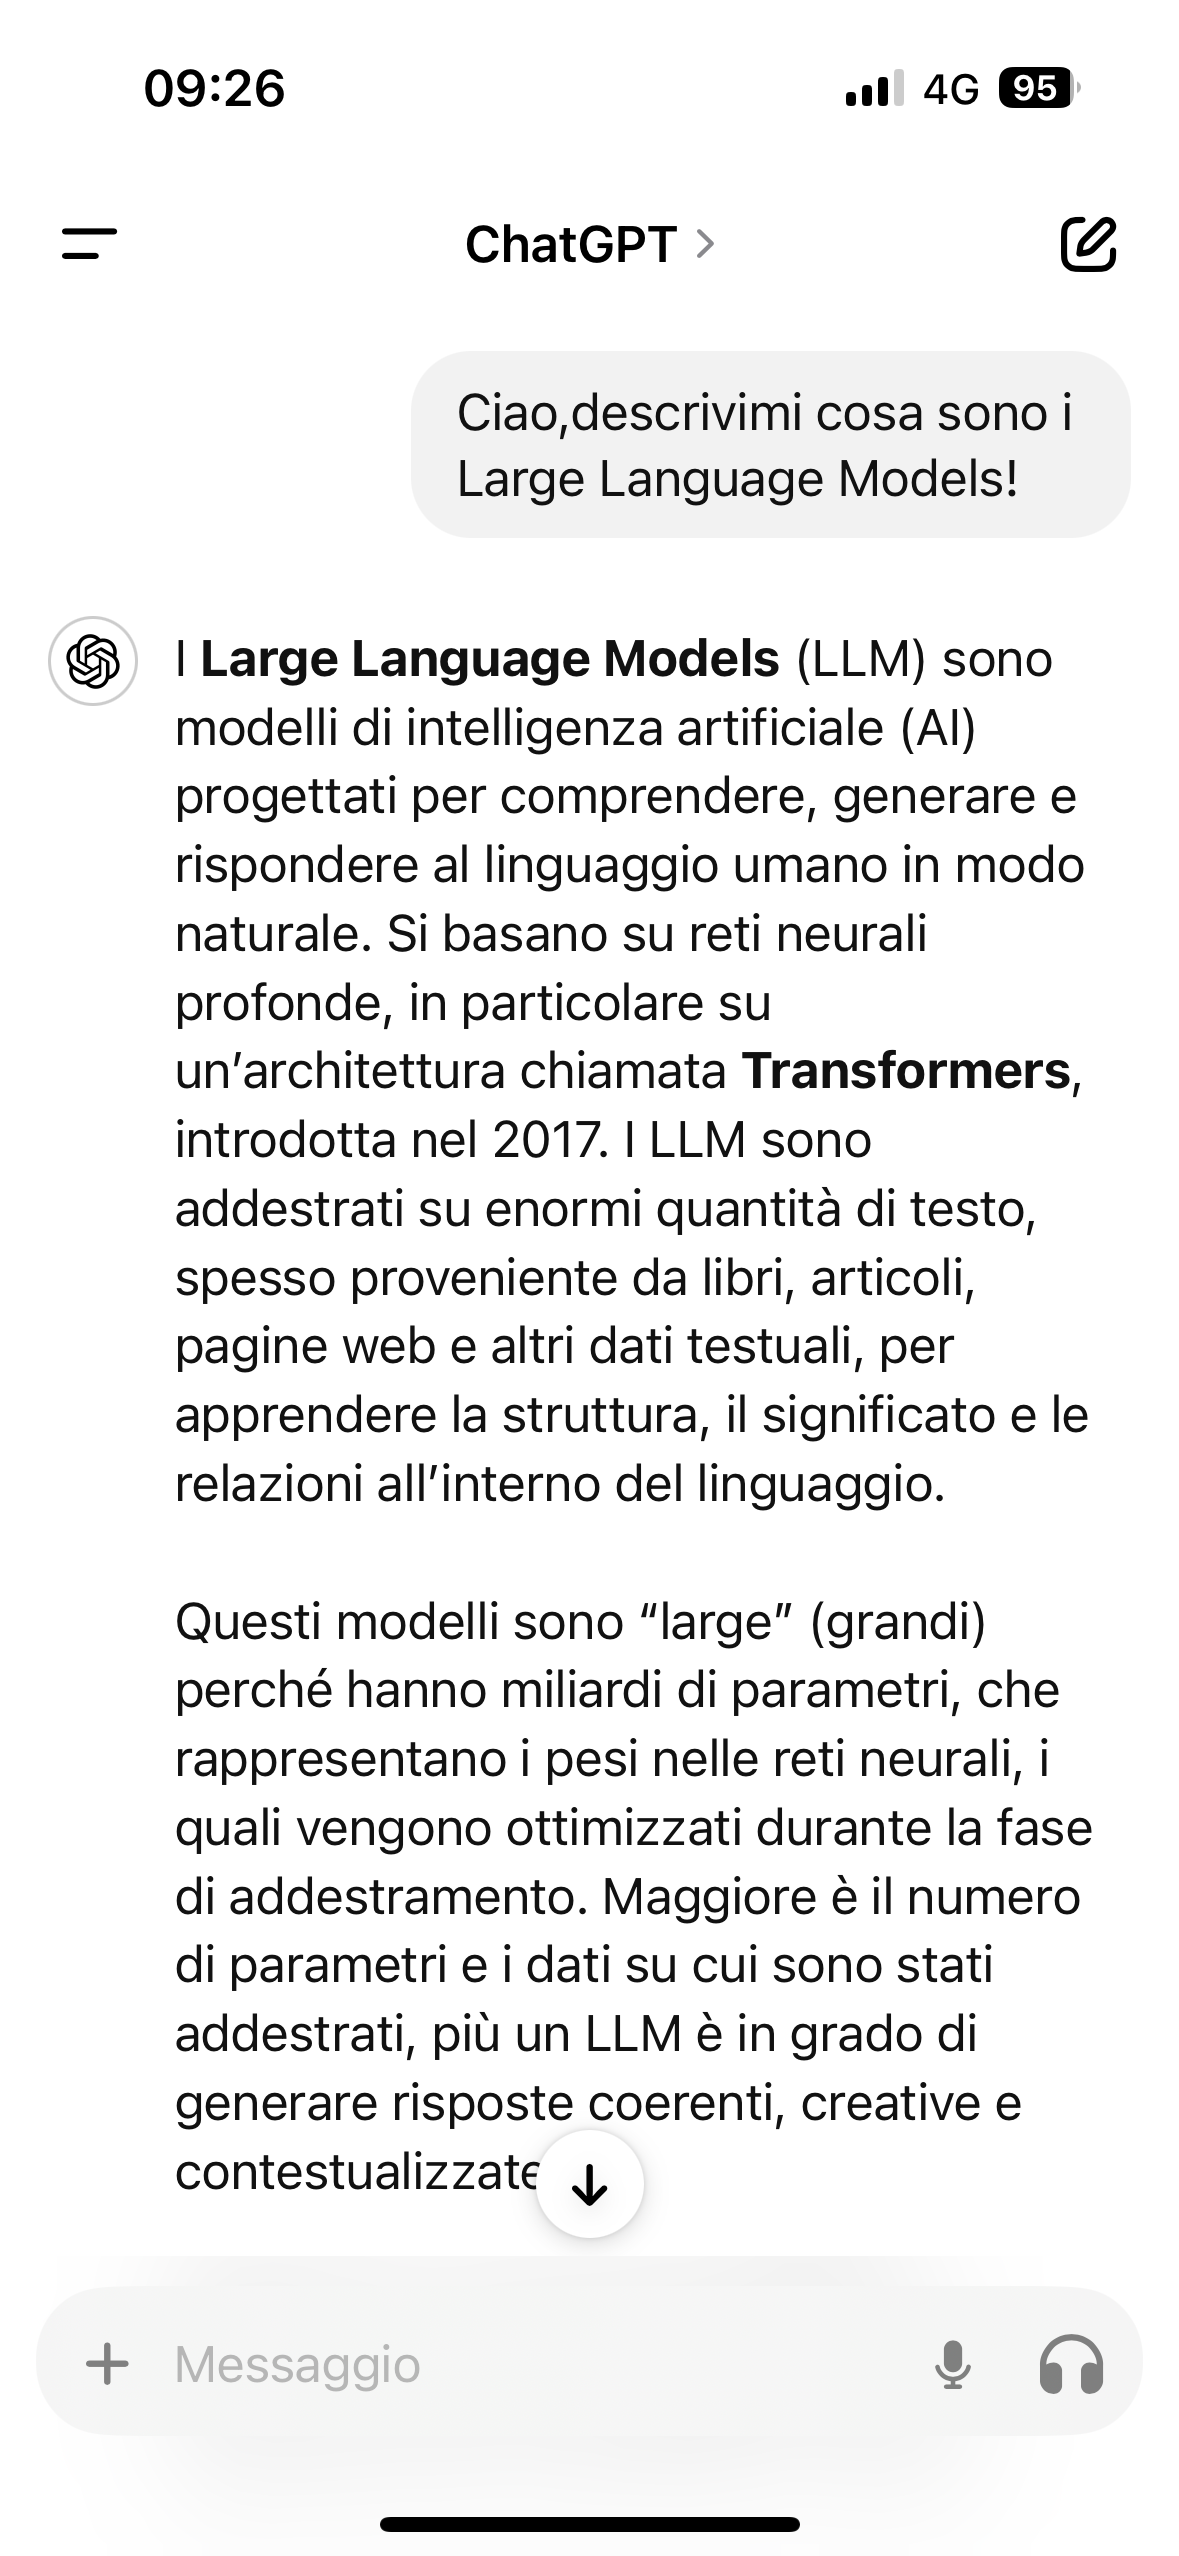 09:26
4G
95
ChatGPT
Ciao,descrivimi cosa sono i
Large Language Models!
I Large Language Models (LLM) sono
modelli di intelligenza artificiale (AI)
progettati per comprendere, generare e
rispondere al linguaggio umano in modo
naturale. Si basano su reti neurali
profonde, in particolare su
un’architettura chiamata Transformers,
introdotta nel 2017. I LLM sono
addestrati su enormi quantità di testo,
spesso proveniente da libri, articoli,
pagine web e altri dati testuali, per
apprendere la struttura, il significato e le
relazioni all’interno del linguaggio.
Questi modelli sono “large” (grandi)
perché hanno miliardi di parametri, che
rappresentano i pesi nelle reti neurali, i
quali vengono ottimizzati durante la fase
di addestramento. Maggiore è il numero
di parametri e i dati su cui sono stati
addestrati, più un LLM è in grado di
generare risposte coerenti, creative e
contestualizzate
Messaggio